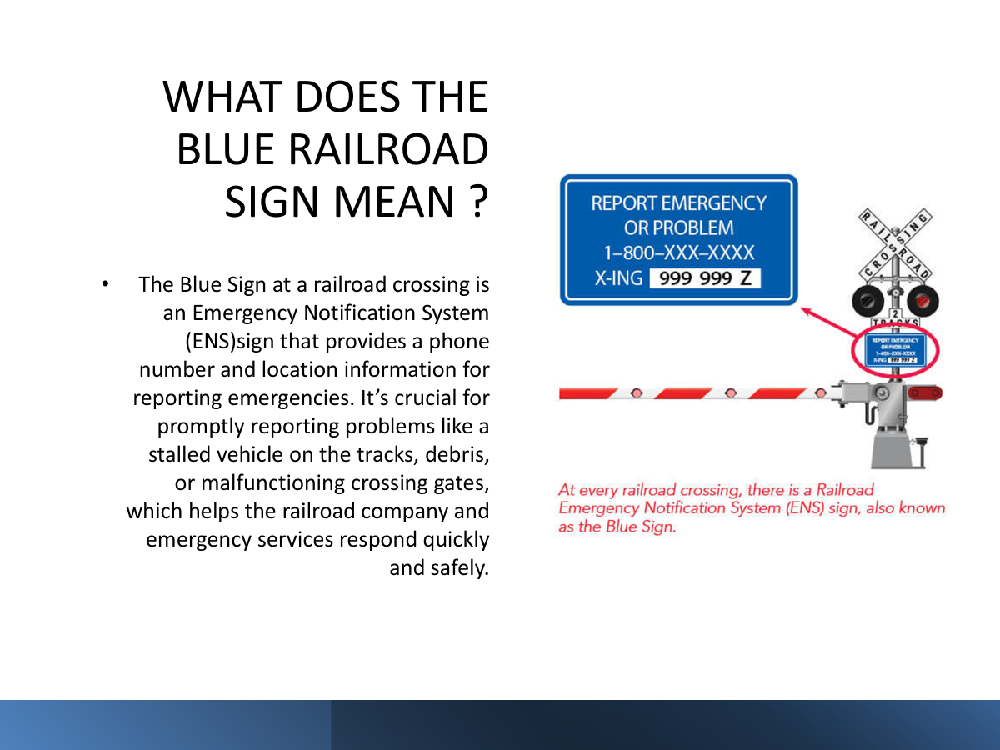 WHAT DOES THE
BLUE RAILROAD
SIGN MEAN ?
• The Blue Sign at a railroad crossing is
an Emergency Notification System
(ENS)sign that provides a phone
number and location information for
reporting emergencies. It’s crucial for
promptly reporting problems like a
stalled vehicle on the tracks, debris,
or malfunctioning crossing gates,
which helps the railroad company and
emergency services respond quickly
and safely.
REPORT EMERGENCY
OR PROBLEM
1–800–XXX–XXXX
X-ING 999 999 Z
RAILROAD
CROSSING
2
TRACKS
REPORT EMERGENCY
OR PROBLEM
1–800–XXX–XXXX
X-ING 999 999 Z
At every railroad crossing, there is a Railroad
Emergency Notification System (ENS) sign, also known
as the Blue Sign.